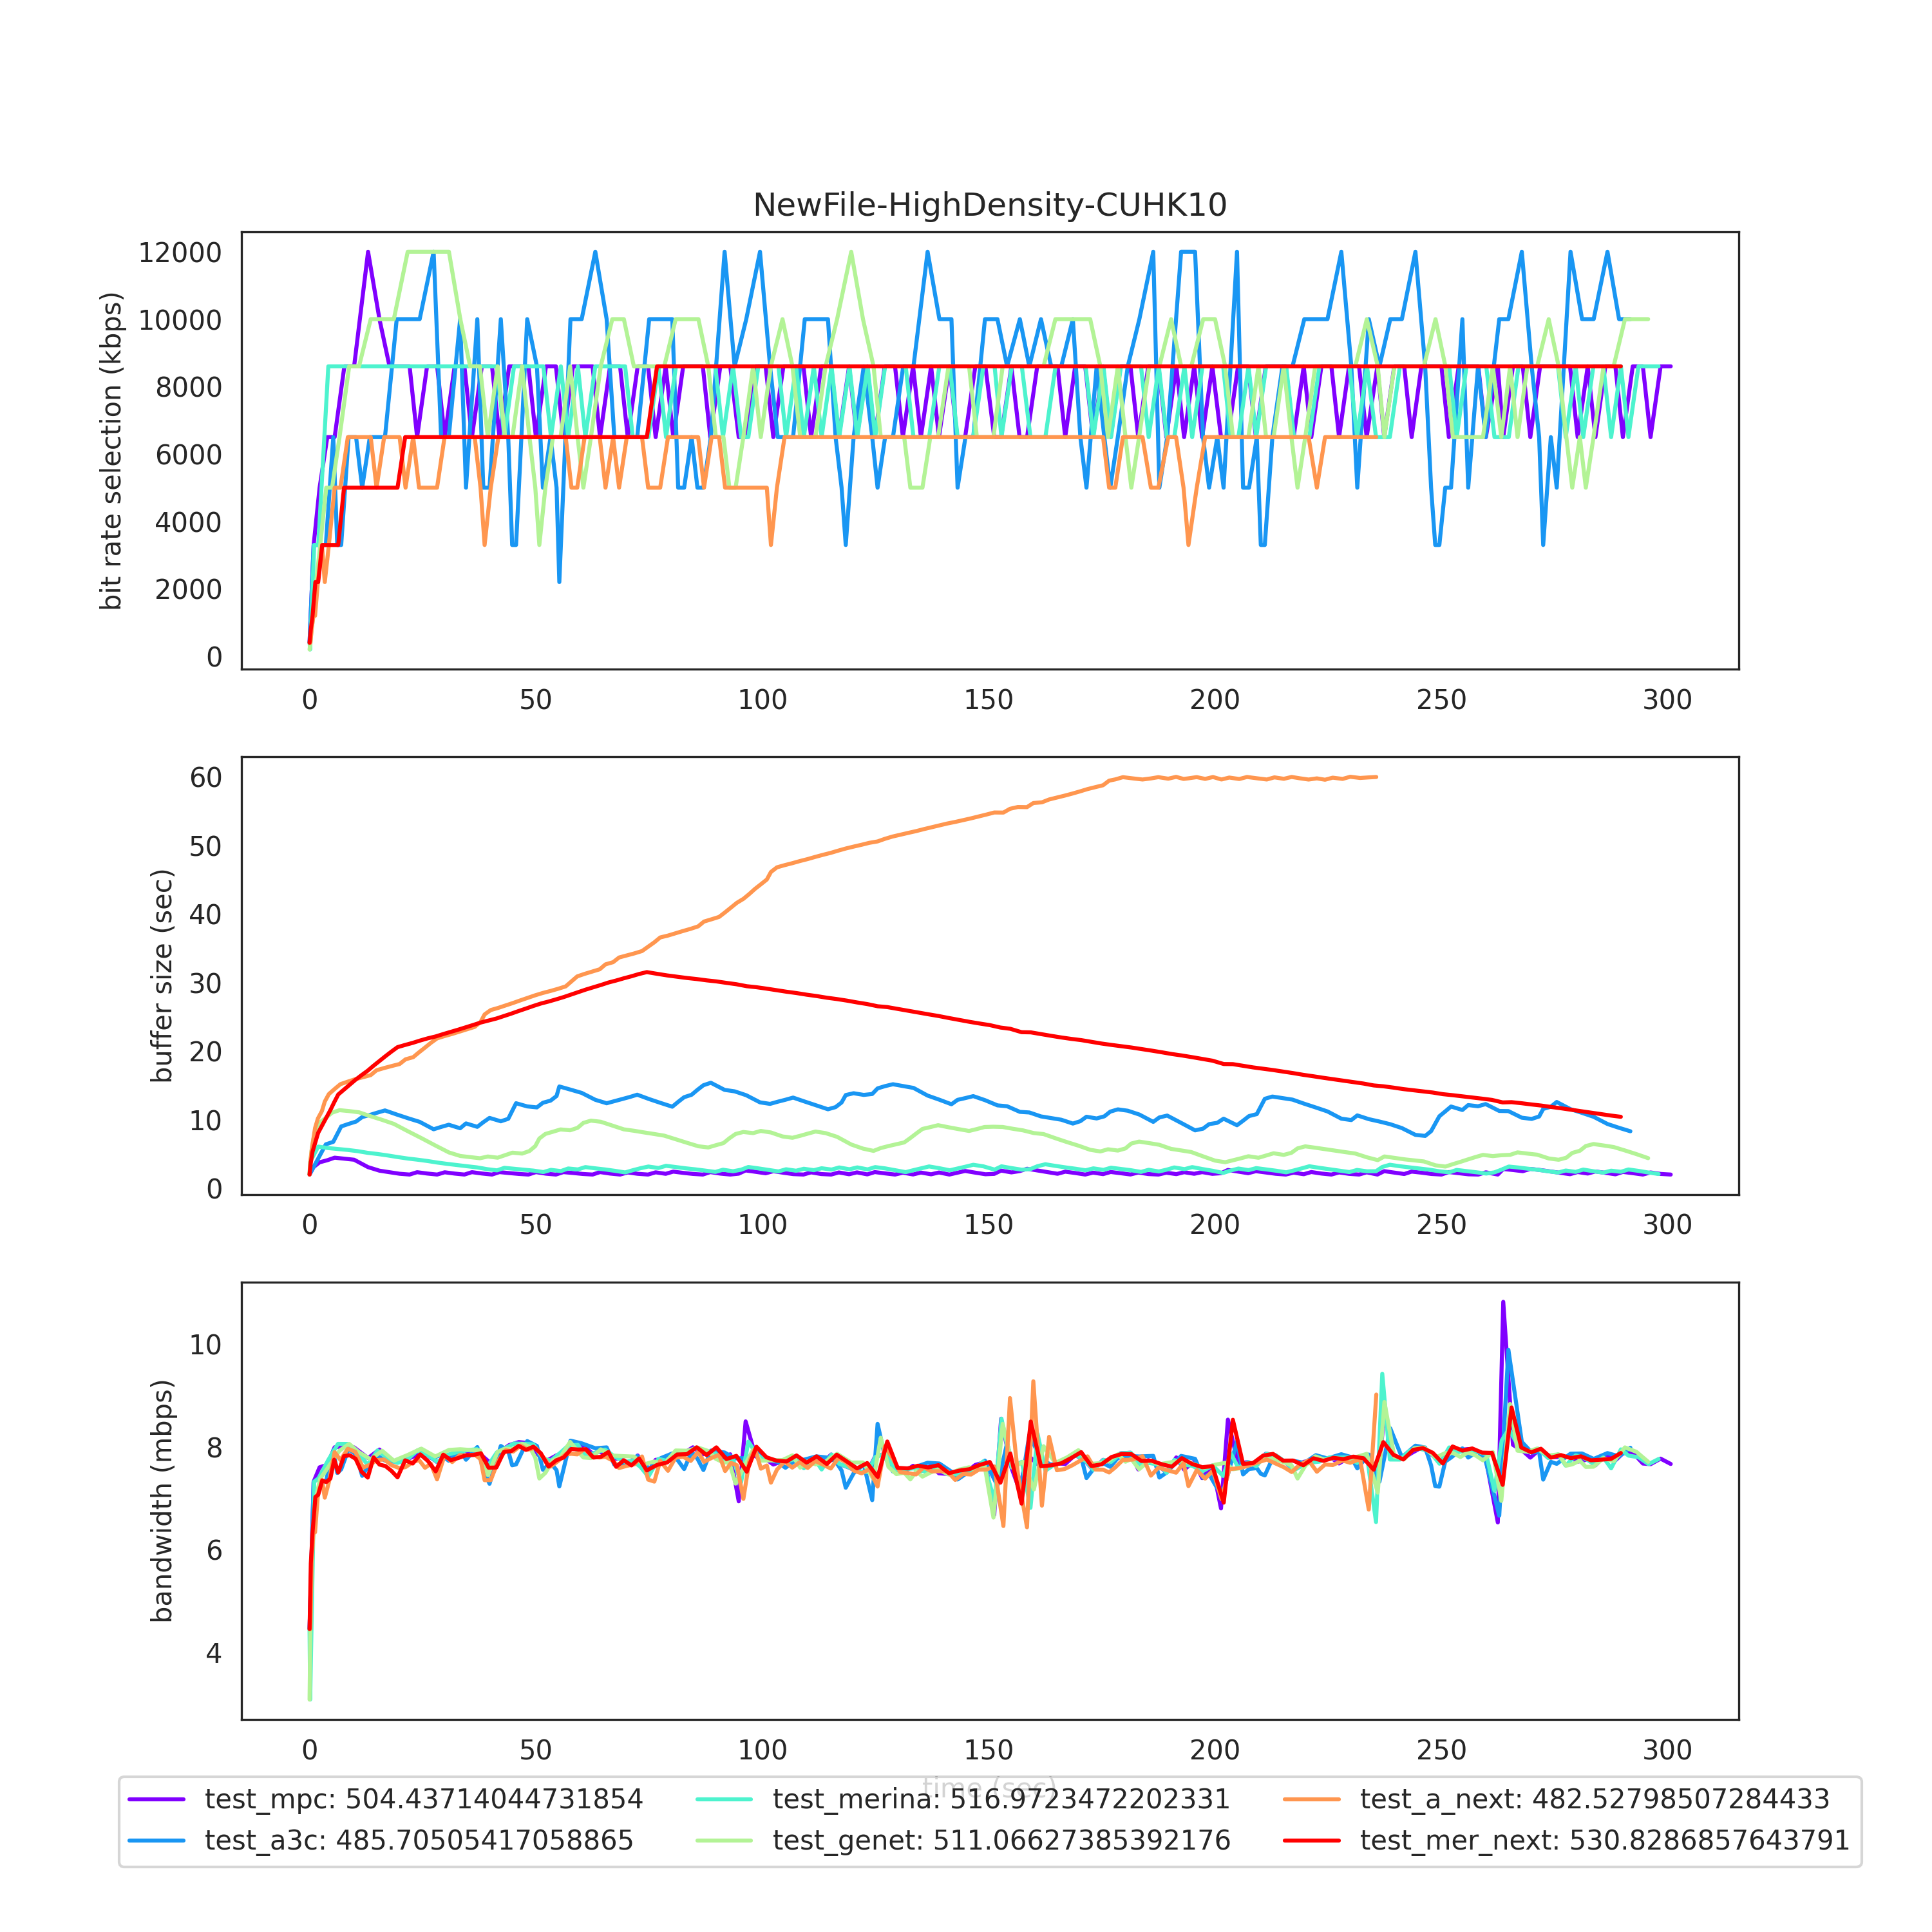 NewFile-HighDensity-CUHK10
bit rate selection (kbps)
12000
10000
8000
6000
4000
2000
0
0 50 100 150 200 250 300
buffer size (sec)
60
50
40
30
20
10
0
0 50 100 150 200 250 300
bandwidth (mbps)
10
8
6
4
0 50 100 150 200 250 300
time (sec)
test_mpc: 504.43714044731854 test_merina: 516.9723472202331 test_a_next: 482.52798507284433
test_a3c: 485.70505417058865 test_genet: 511.06627385392176 test_mer_next: 530.8286857643791